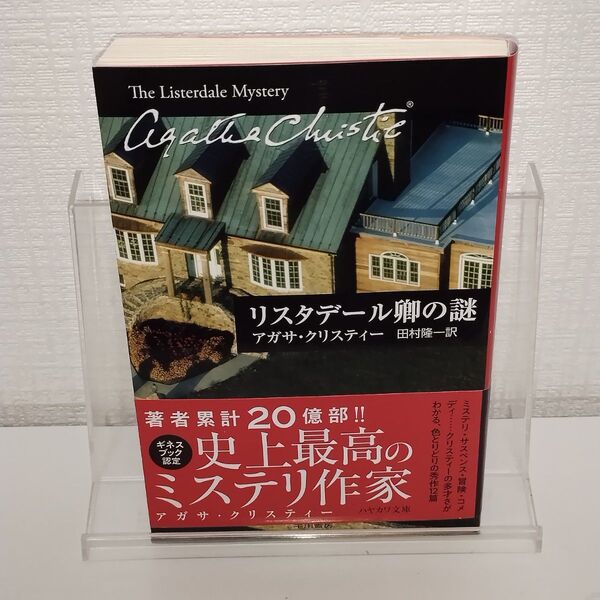 The Listerdale Mystery
Agatha Christie®
リスタデール卿の謎
アガサ・クリスティー 田村隆一訳
著者累計20億部!!
ギネス
ブック
認定
史上最高の
ミステリ作家
アガサ・クリスティー
ミステリ・サスペンス・冒険・コメ
ディ……クリスティーの多才さが
わかる、色とりどりの秀作12篇
ハヤカワ文庫